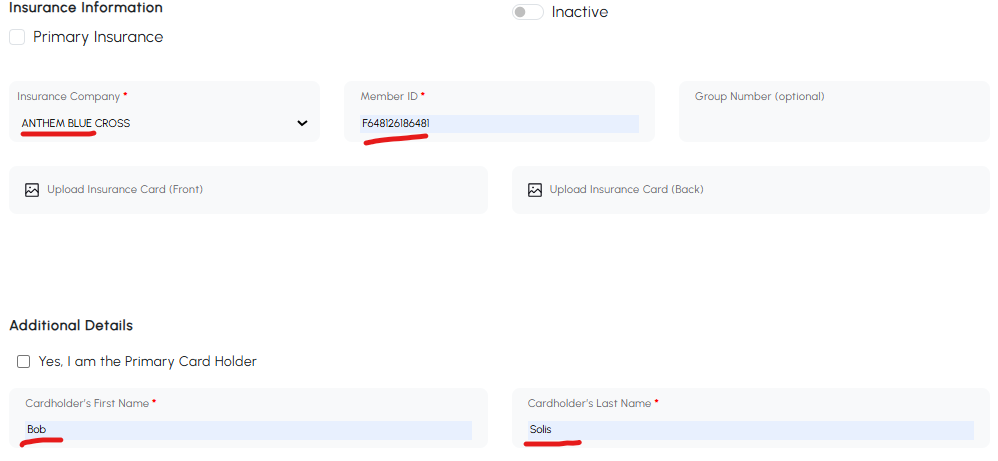 Insurance Information
Inactive
Primary Insurance
Insurance Company *
Member ID *
Group Number (optional)
ANTHEM BLUE CROSS
F648126186481
Upload Insurance Card (Front)
Upload Insurance Card (Back)
Additional Details
Yes, I am the Primary Card Holder
Cardholder's First Name *
Cardholder's Last Name *
Bob
Solis